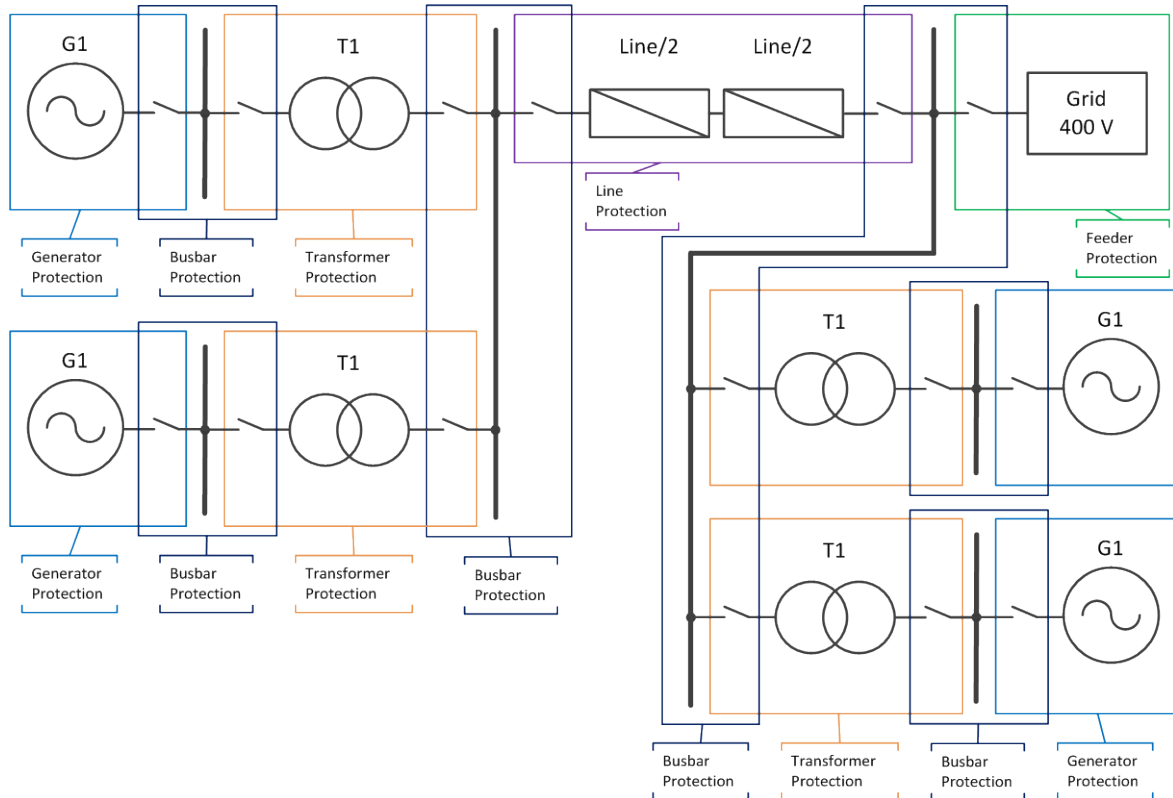 G1
T1
Line/2
Line/2
Grid
400 V
Line
Protection
Generator
Protection
Busbar
Protection
Transformer
Protection
Feeder
Protection
G1
T1
T1
G1
Generator
Protection
Busbar
Protection
Transformer
Protection
Busbar
Protection
T1
G1
Busbar
Protection
Transformer
Protection
Busbar
Protection
Generator
Protection